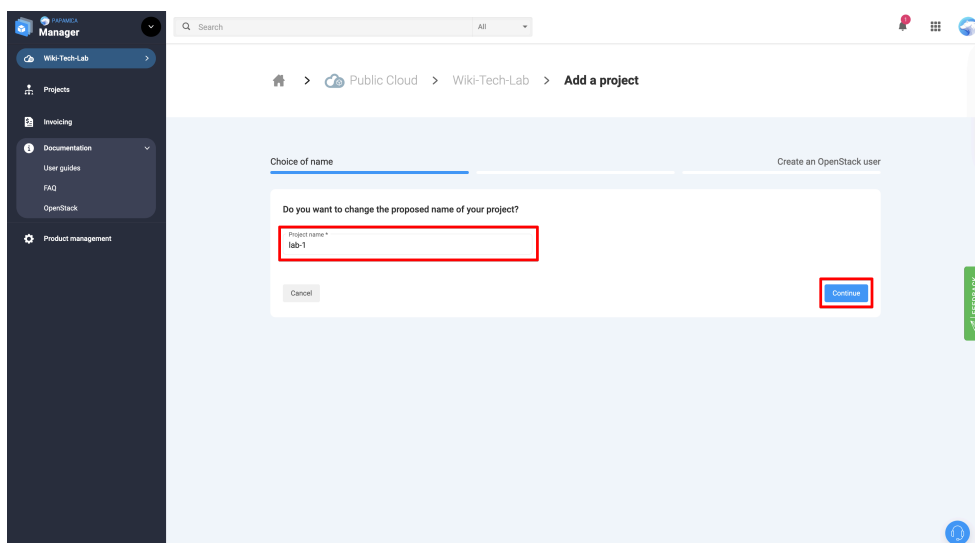 PAPAMICA
Manager
Search
All
1
Wiki-Tech-Lab
Projects
Invoicing
Documentation
User guides
FAQ
OpenStack
Product management
Public Cloud > Wiki-Tech-Lab > Add a project
Choice of name
Create an OpenStack user
Do you want to change the proposed name of your project?
Project name *
lab-1
Cancel
Continue
FEEDBACK